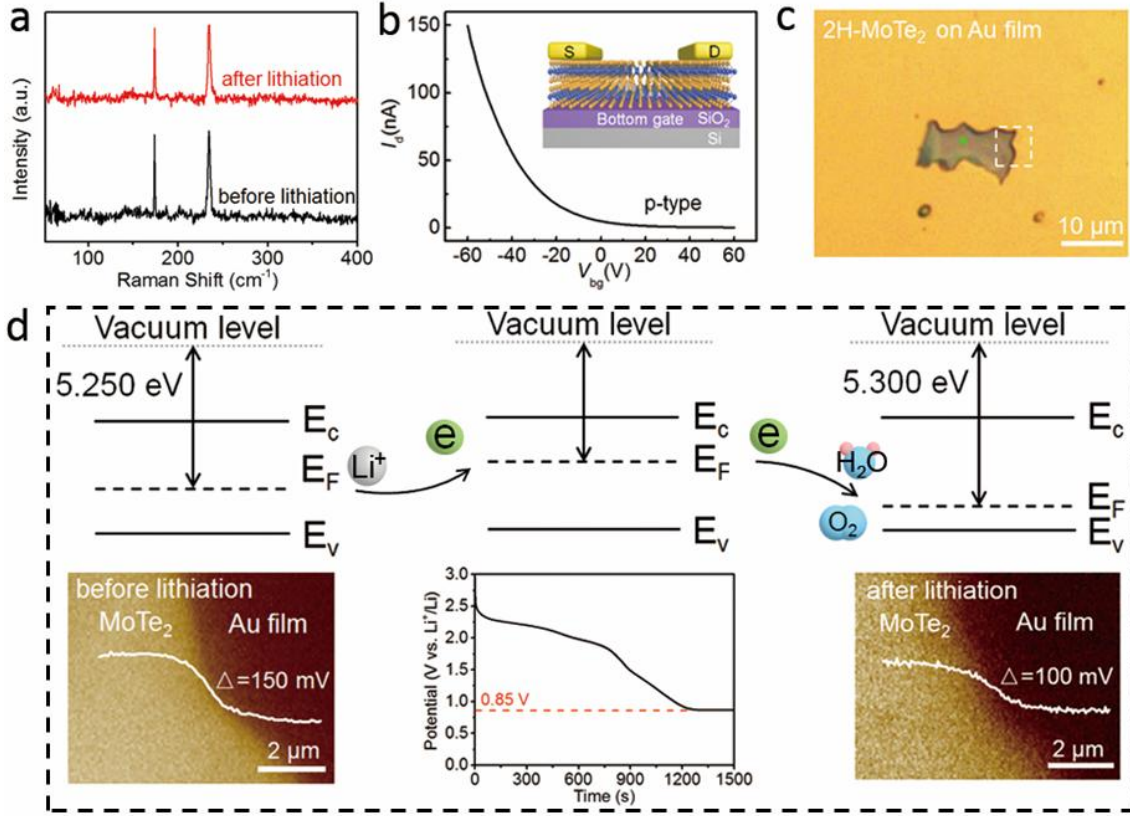 a
after lithiation
before lithiation
Intensity (a.u.)
100
200
300
400
Raman Shift (cm⁻¹)
b
150
100
50
0
I_d(nA)
-60
-40
-20
0
20
40
60
V_bg(V)
S
D
Bottom gate
SiO₂
Si
p-type
c
2H-MoTe₂ on Au film
10 μm
d
Vacuum level
5.250 eV
E_c
E_F
E_v
Li⁺
e
Vacuum level
E_c
E_F
E_v
e
H₂O
O₂
Vacuum level
5.300 eV
E_c
E_F
E_v
before lithiation
MoTe₂
Au film
△=150 mV
2 μm
Potential (V vs. Li⁺/Li)
3.0
2.5
2.0
1.5
1.0
0.5
0.0
0.85 V
0
300
600
900
1200
1500
Time (s)
after lithiation
MoTe₂
Au film
△=100 mV
2 μm